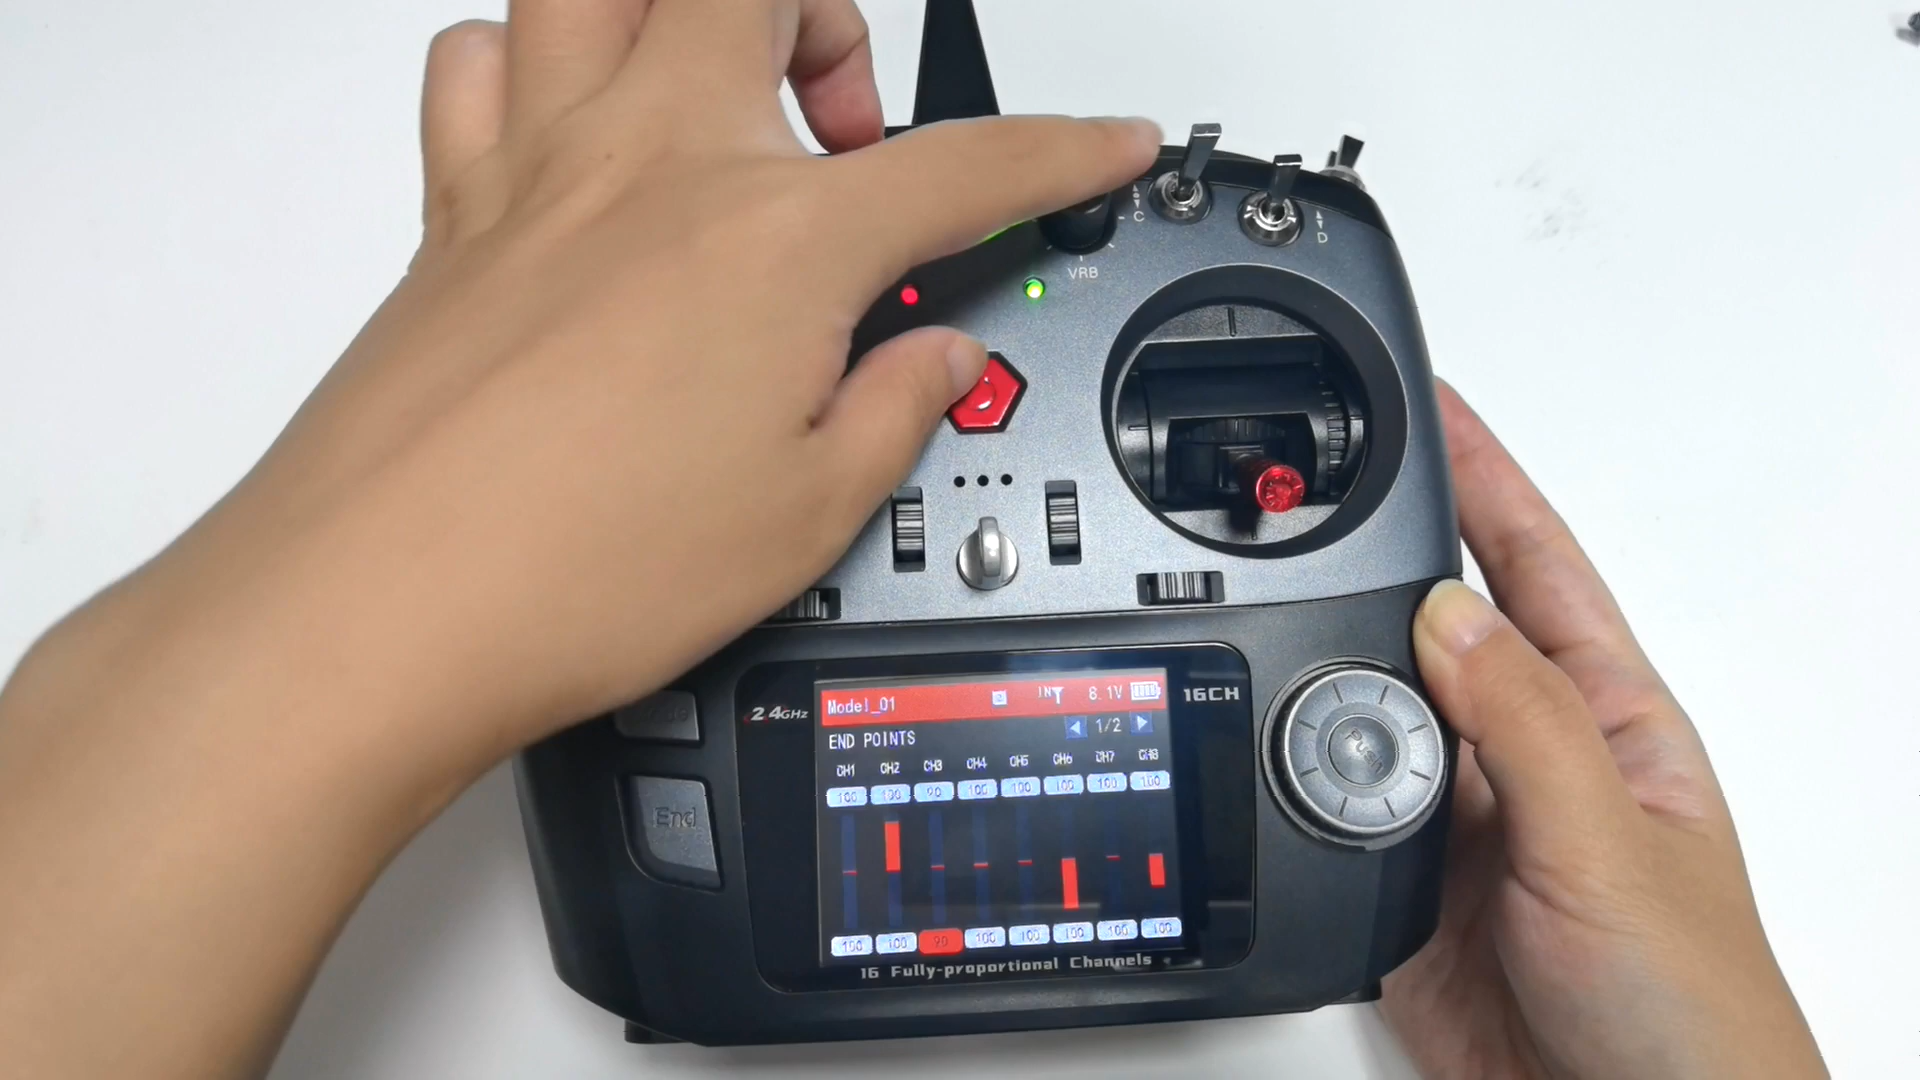 C
D
VRB
2.4GHz
16CH
Model_01
IN
8.1V
END POINTS
1/2
CH1 CH2 CH3 CH4 CH5 CH6 CH7 CH8
100 100 90 100 100 100 100 100
100 100 90 100 100 100 100 100
16 Fully-proportional Channels
End
Push